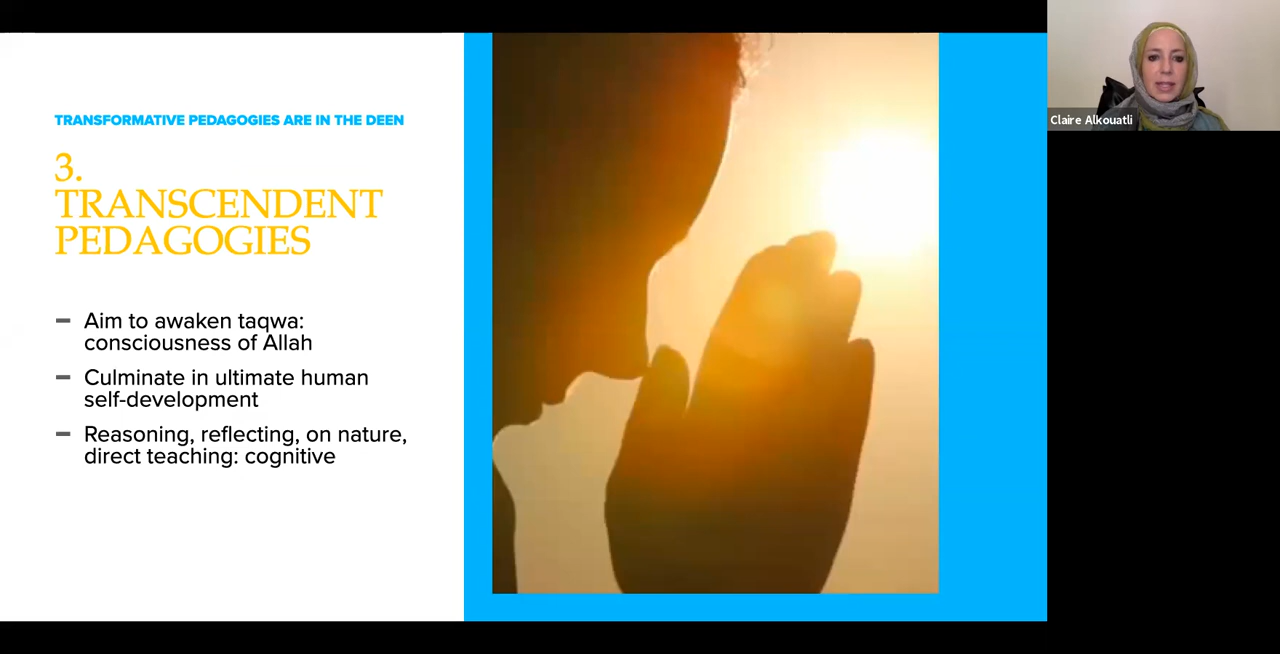 TRANSFORMATIVE PEDAGOGIES ARE IN THE DEEN
3.
TRANSCENDENT
PEDAGOGIES
– Aim to awaken taqwa:
consciousness of Allah
– Culminate in ultimate human
self-development
– Reasoning, reflecting, on nature,
direct teaching: cognitive
Claire Alkouatli